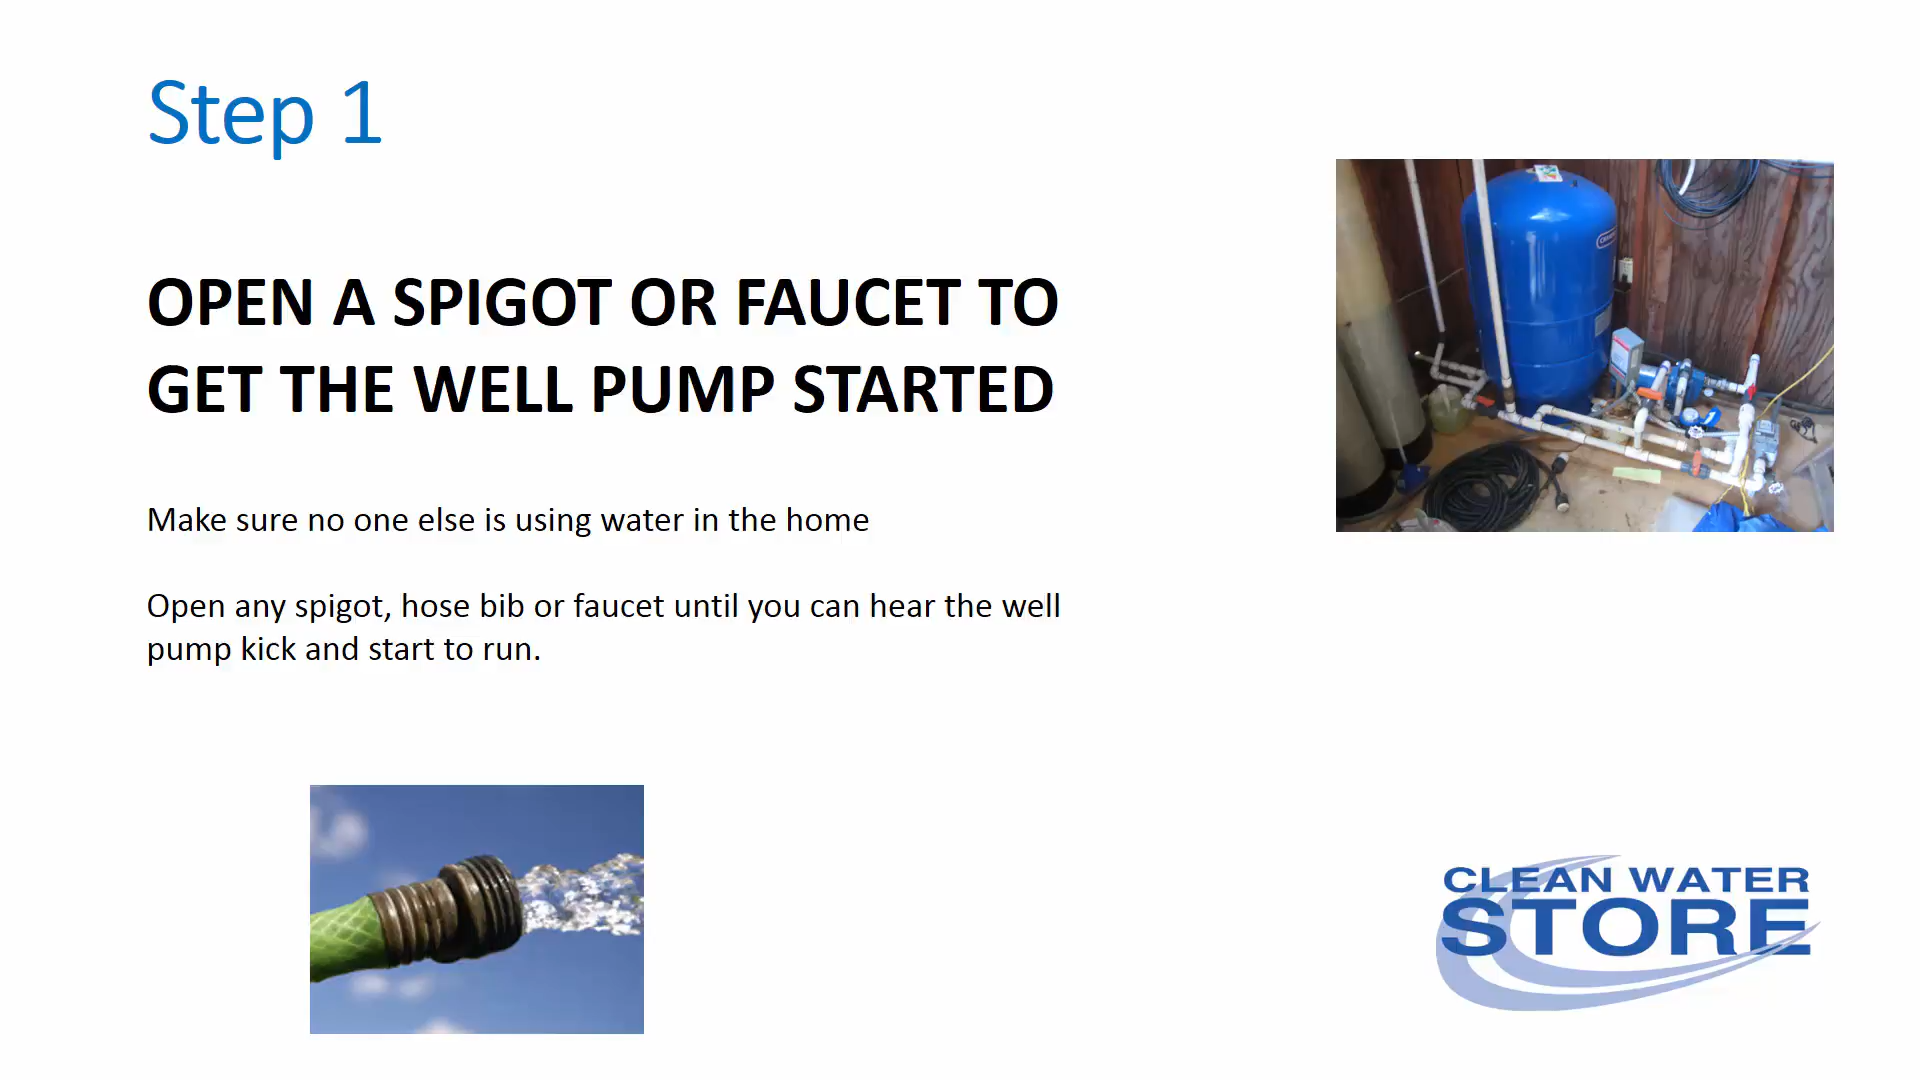 Step 1
OPEN A SPIGOT OR FAUCET TO
GET THE WELL PUMP STARTED
Make sure no one else is using water in the home
Open any spigot, hose bib or faucet until you can hear the well
pump kick and start to run.
CLEAN WATER
STORE